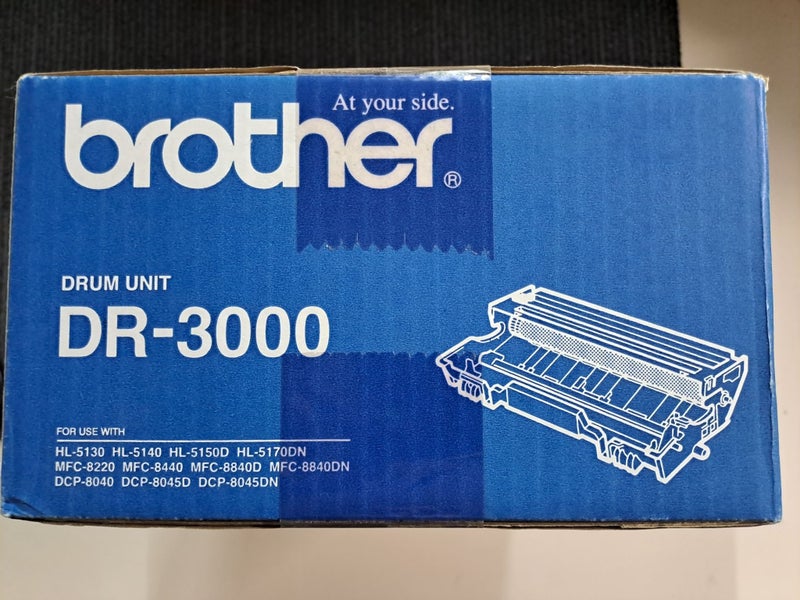 At your side.
brother®
DRUM UNIT
DR-3000
FOR USE WITH
HL-5130 HL-5140 HL-5150D HL-5170DN
MFC-8220 MFC-8440 MFC-8840D MFC-8840DN
DCP-8040 DCP-8045D DCP-8045DN